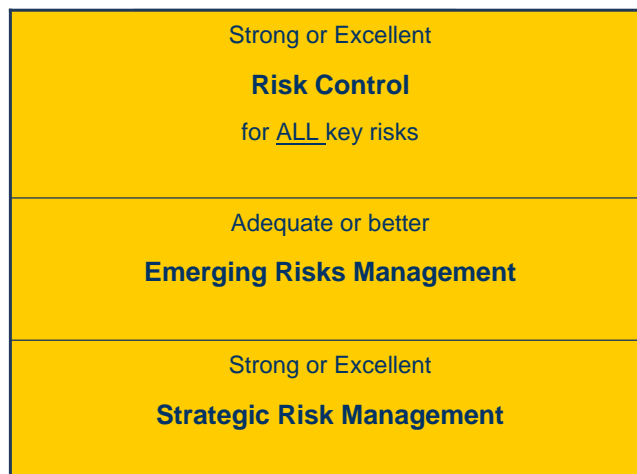 Strong or Excellent
Risk Control
for ALL key risks
Adequate or better
Emerging Risks Management
Strong or Excellent
Strategic Risk Management